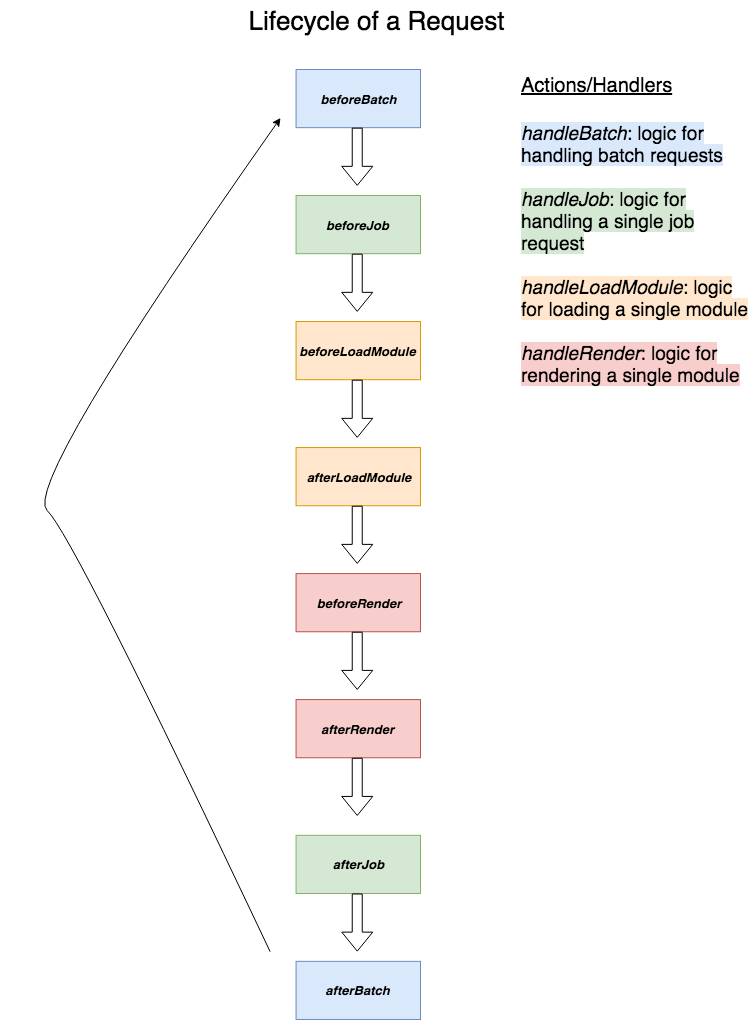 Lifecycle of a Request
beforeBatch
beforeJob
beforeLoadModule
afterLoadModule
beforeRender
afterRender
afterJob
afterBatch
Actions/Handlers
handleBatch: logic for
handling batch requests
handleJob: logic for
handling a single job
request
handleLoadModule: logic
for loading a single module
handleRender: logic for
rendering a single module